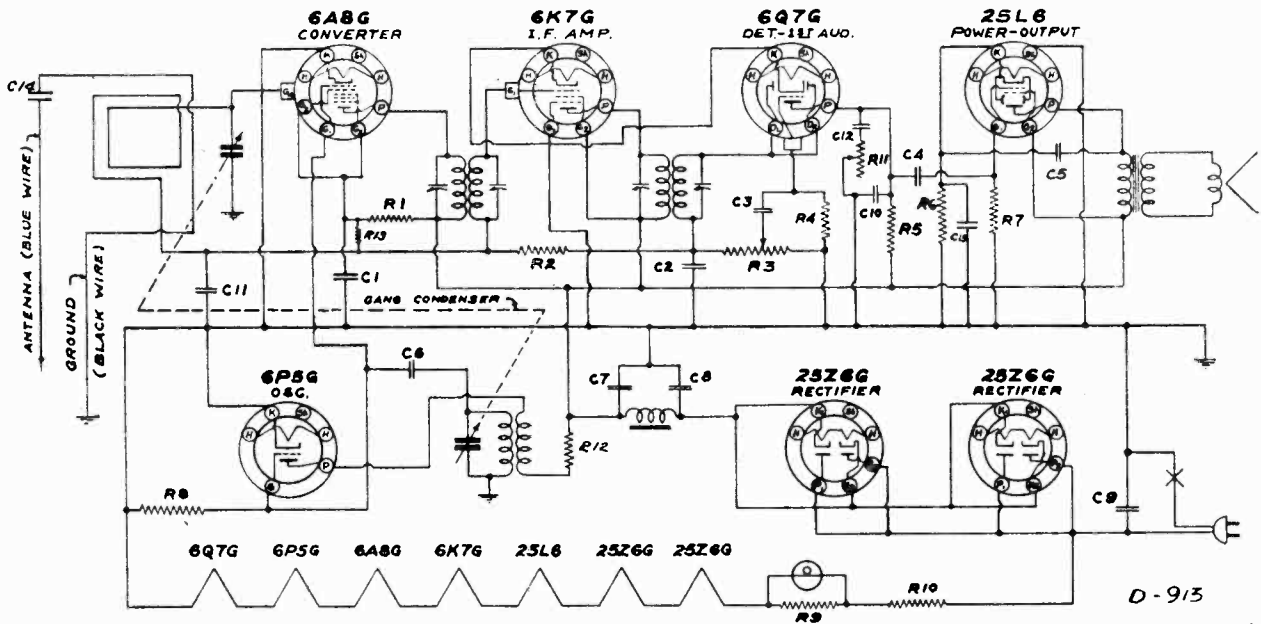 6A8G
CONVERTER
6K7G
I.F. AMP.
6Q7G
DET-1ST AUD.
25L6
POWER-OUTPUT
C14
C12
R11
C4
C5
R1
R13
C3
R4
C10
R5
R6
C13
R7
C11
C1
R2
C2
R3
ANTENNA (BLUE WIRE)
GROUND
(BLACK WIRE)
GANG CONDENSER
C6
C7
C8
6P5G
OSC.
25Z6G
RECTIFIER
25Z6G
RECTIFIER
R12
C9
R8
6Q7G 6P5G 6A8G 6K7G 25L6 25Z6G 25Z6G
R9
R10
D-913